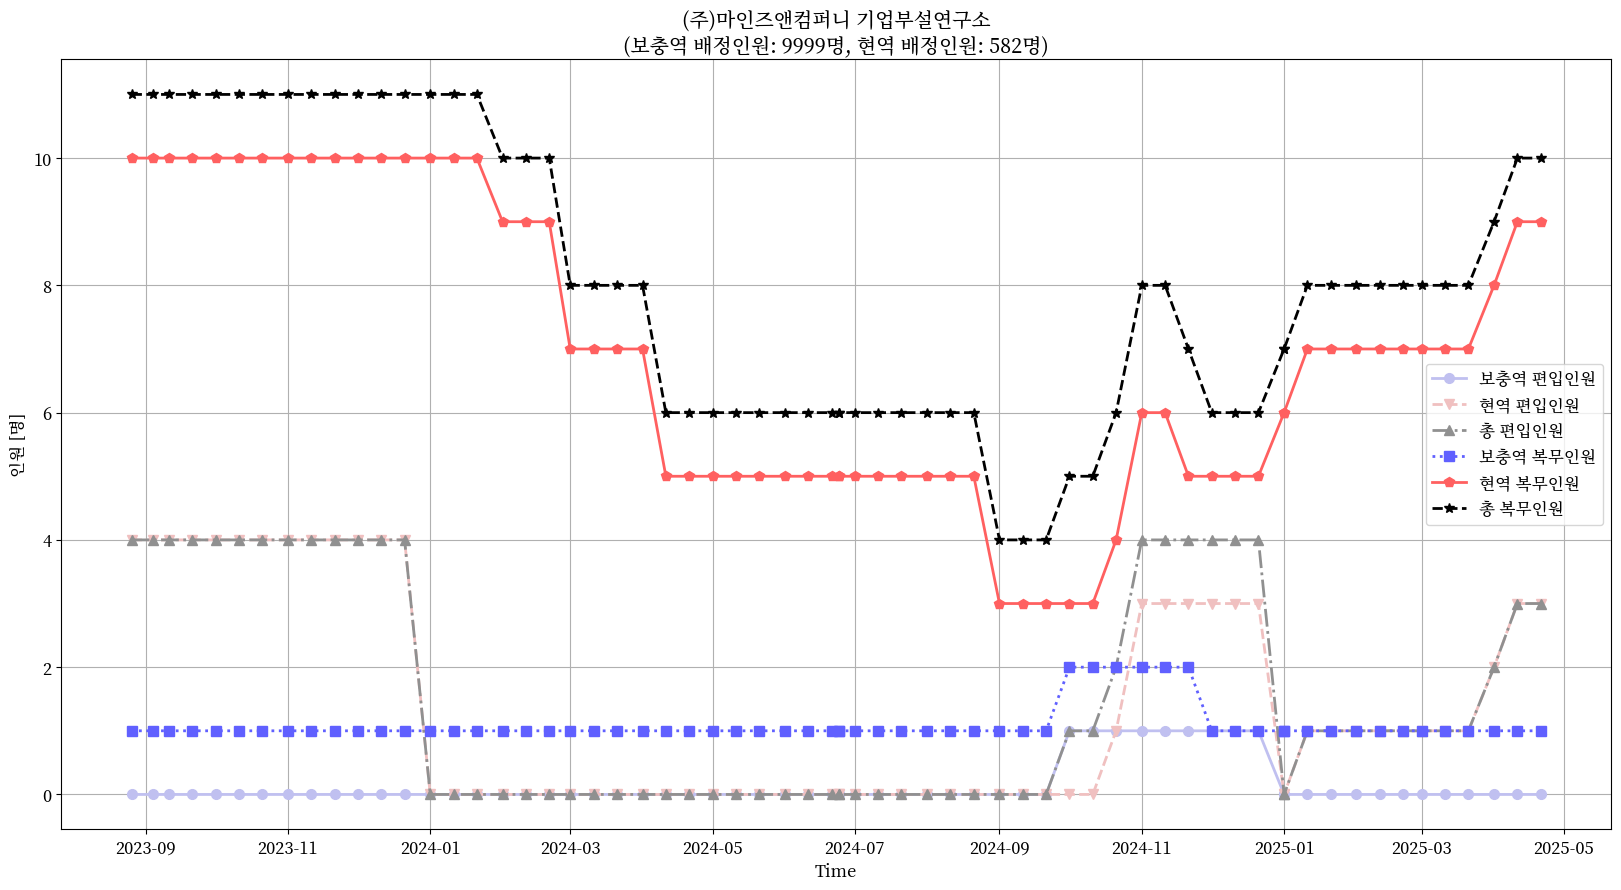 (주)마인즈앤컴퍼니 기업부설연구소
(보충역 배정인원: 9999명, 현역 배정인원: 582명)
인원 [명]
10
8
6
4
2
0
보충역 편입인원
현역 편입인원
총 편입인원
보충역 복무인원
현역 복무인원
총 복무인원
2023-09 2023-11 2024-01 2024-03 2024-05 2024-07 2024-09 2024-11 2025-01 2025-03 2025-05
Time